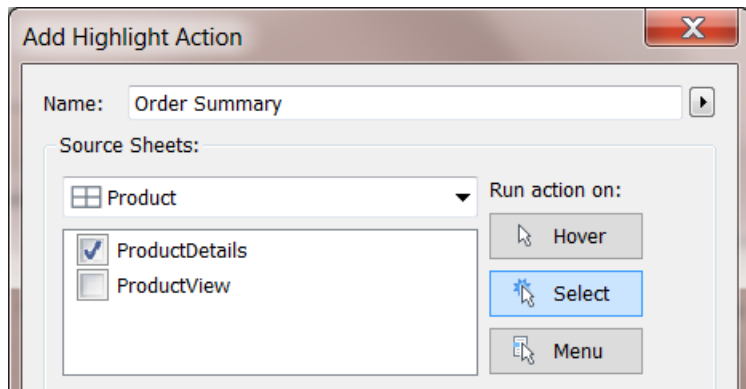 Add Highlight Action
Name: Order Summary
Source Sheets:
Product
Run action on:
ProductDetails
ProductView
Hover
Select
Menu